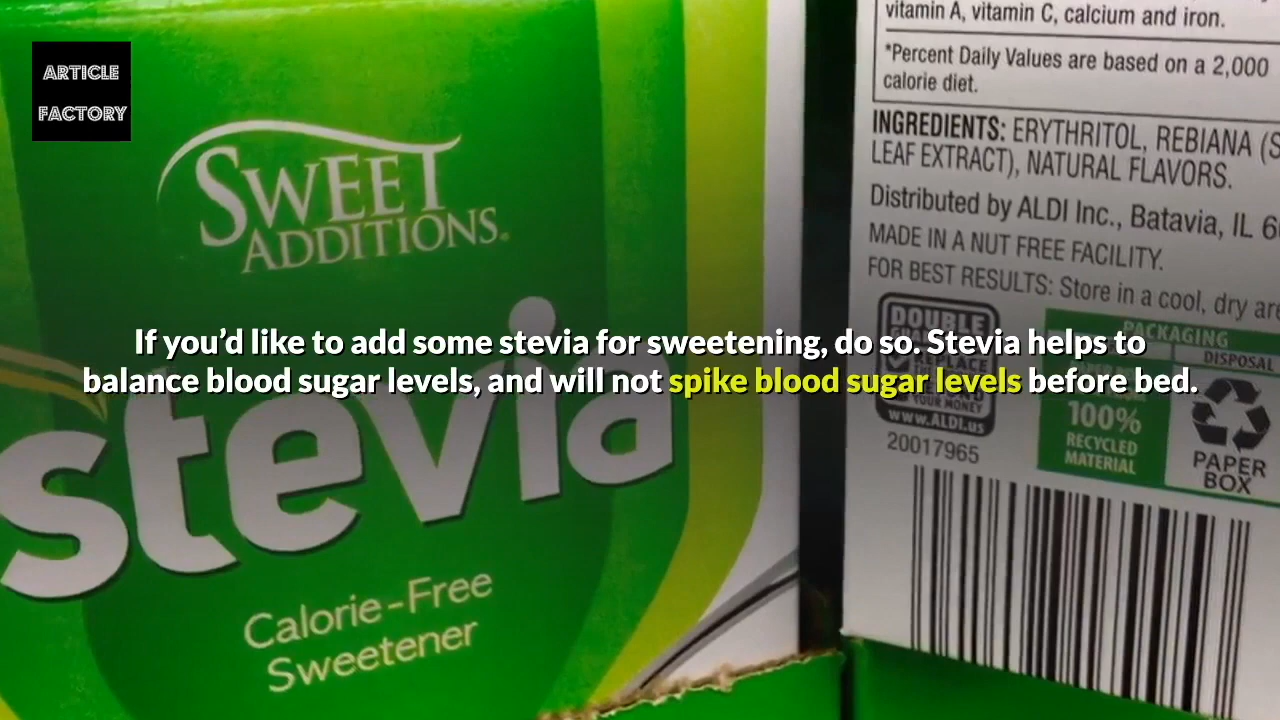 ARTICLE
FACTORY
SWEET
ADDITIONS.
stevia
Calorie-Free
Sweetener
vitamin A, vitamin C, calcium and iron.
*Percent Daily Values are based on a 2,000
calorie diet.
INGREDIENTS: ERYTHRITOL, REBIANA (S
LEAF EXTRACT), NATURAL FLAVORS.
Distributed by ALDI Inc., Batavia, IL 6
MADE IN A NUT FREE FACILITY.
FOR BEST RESULTS: Store in a cool, dry are
DOUBLE
YOUR MONEY
www.ALDI.us
20017965
PACKAGING
DISPOSAL
100%
RECYCLED
MATERIAL
PAPER
BOX
If you’d like to add some stevia for sweetening, do so. Stevia helps to
balance blood sugar levels, and will not spike blood sugar levels before bed.